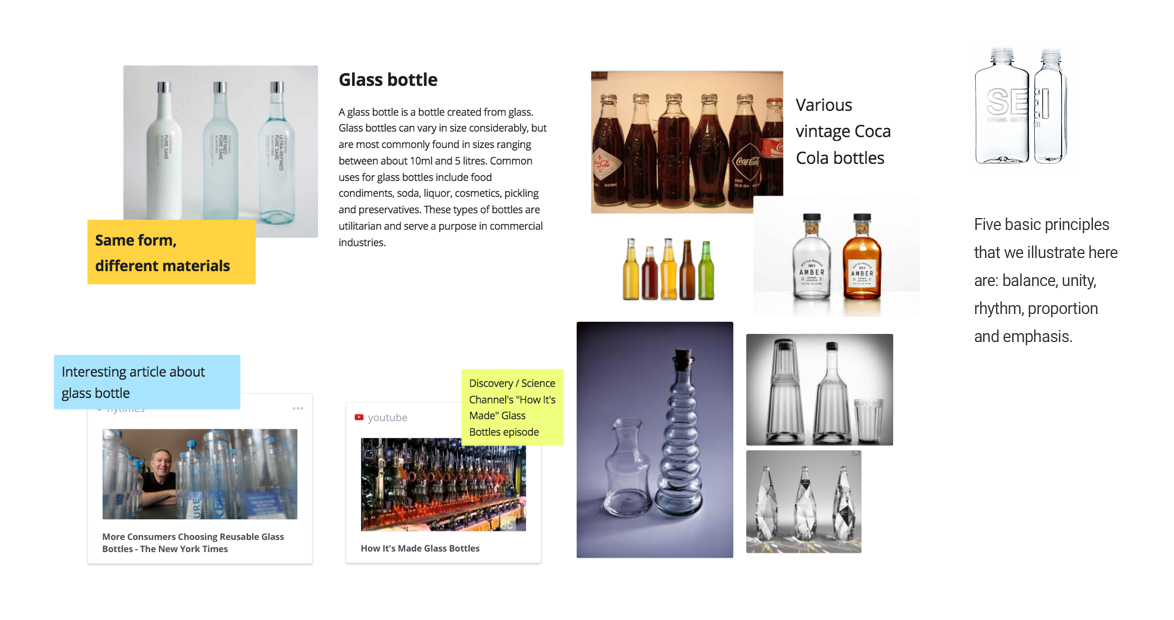 Glass bottle
A glass bottle is a bottle created from glass.
Glass bottles can vary in size considerably, but
are most commonly found in sizes ranging
between about 10ml and 5 litres. Common
uses for glass bottles include food
condiments, soda, liquor, cosmetics, pickling
and preservatives. These types of bottles are
utilitarian and serve a purpose in commercial
industries.
Same form,
different materials
Various
vintage Coca
Cola bottles
Coca-Cola
AMBER
AMBER
Five basic principles
that we illustrate here
are: balance, unity,
rhythm, proportion
and emphasis.
Interesting article about
glass bottle
nytimes
More Consumers Choosing Reusable Glass
Bottles - The New York Times
Discovery / Science
Channel's "How It's
Made" Glass
Bottles episode
youtube
How It's Made Glass Bottles